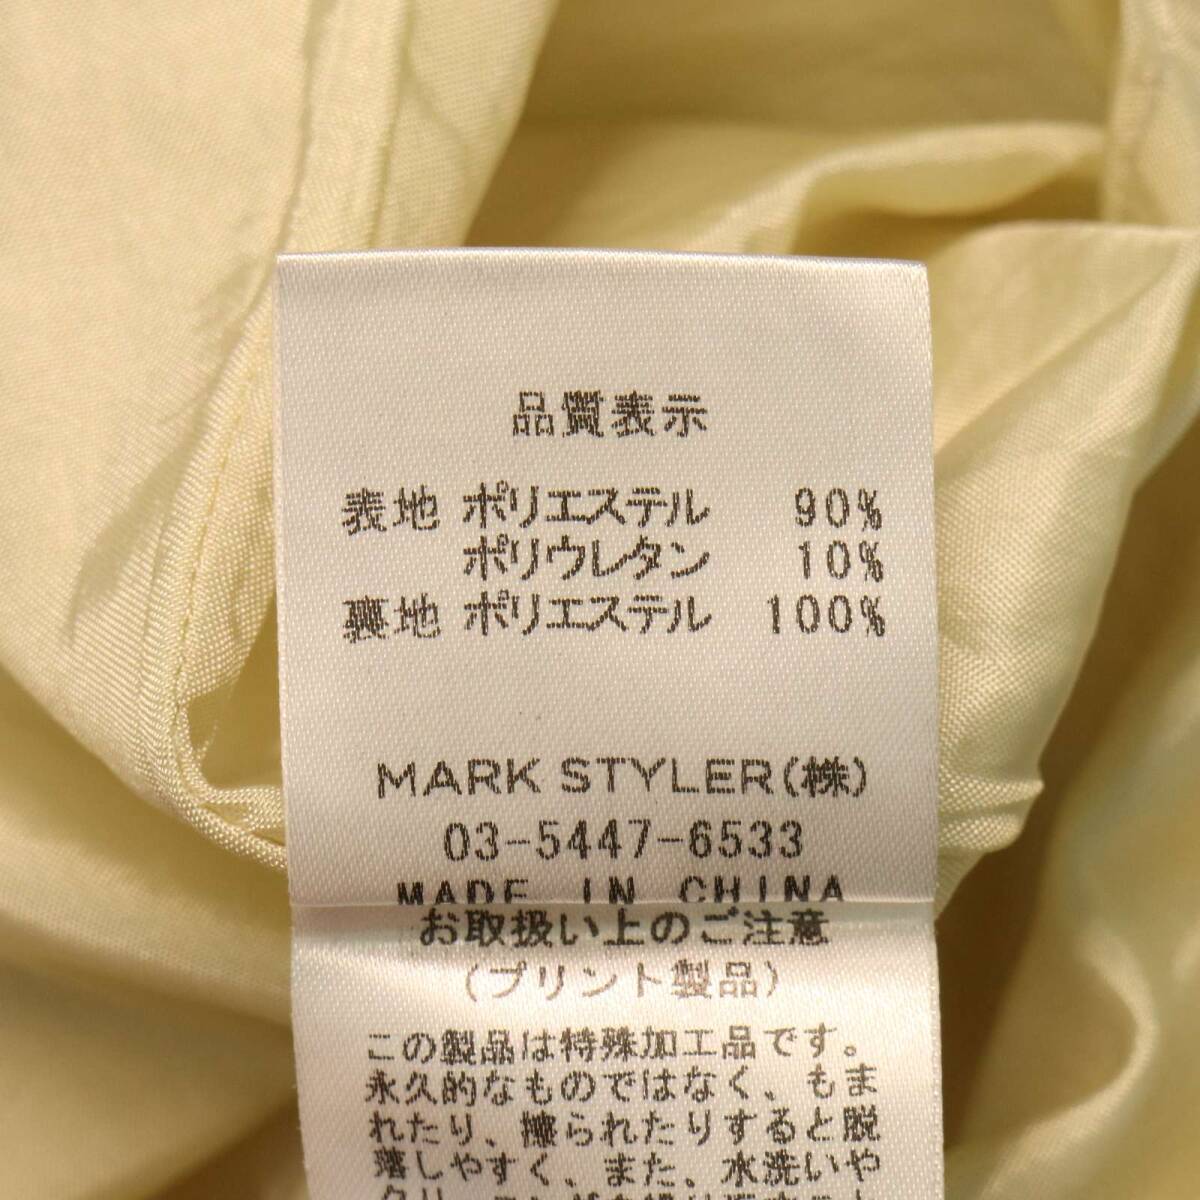 品質表示
表地 ポリエステル 90%
ポリウレタン 10%
裏地 ポリエステル 100%
MARK STYLER(株)
03-5447-6533
MADE IN CHINA
お取扱い上のご注意
(プリント製品)
この製品は特殊加工品です。
永久的なものではなく、もま
れたり、擦られたりすると脱
落しやすく、また、水洗いや